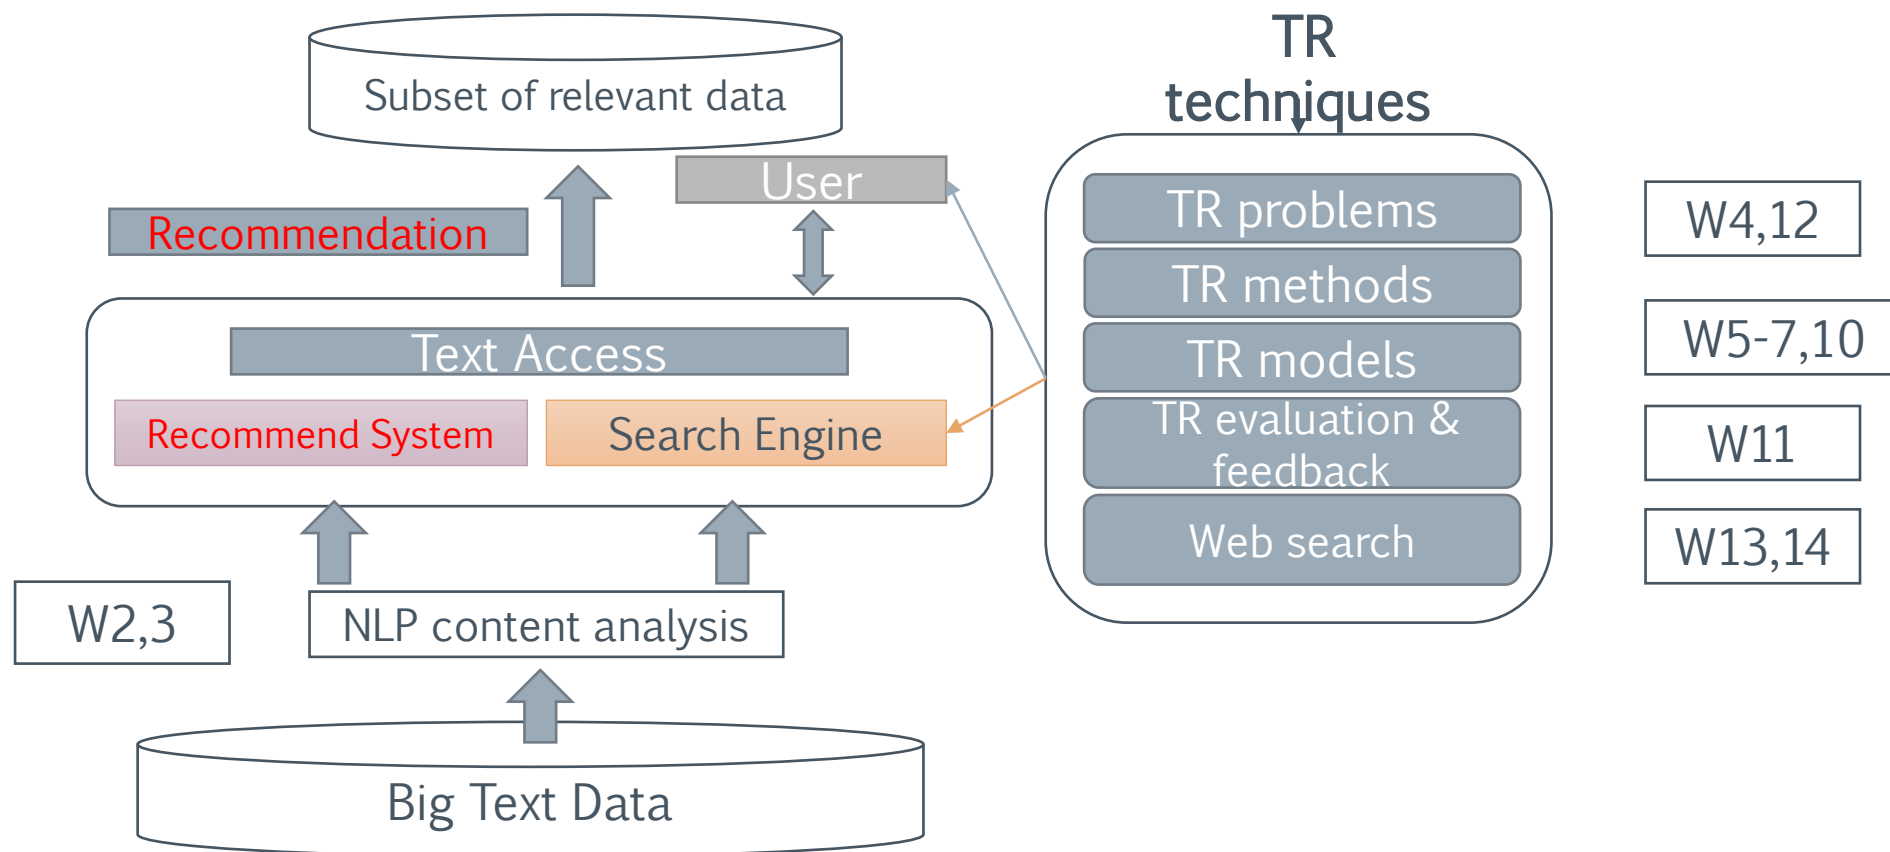 Subset of relevant data
User
Recommendation
Text Access
Recommend System
Search Engine
W2,3
NLP content analysis
Big Text Data
TR
techniques
TR problems
TR methods
TR models
TR evaluation &
feedback
Web search
W4,12
W5-7,10
W11
W13,14